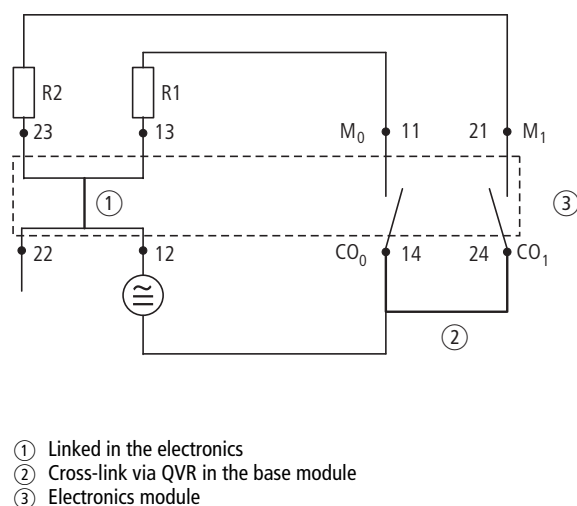 R2 R1
23 13 M₀ 11 21 M₁
① ③
22 12 CO₀ 14 24 CO₁
≅
②
① Linked in the electronics
② Cross-link via QVR in the base module
③ Electronics module